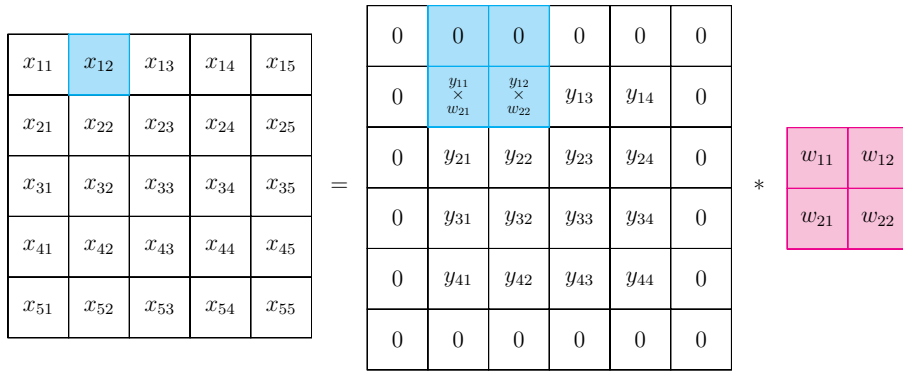 x11 x12 x13 x14 x15
x21 x22 x23 x24 x25
x31 x32 x33 x34 x35
x41 x42 x43 x44 x45
x51 x52 x53 x54 x55
=
0 0 0 0 0 0
0 y11 × w21 y12 × w22 y13 y14 0
0 y21 y22 y23 y24 0
0 y31 y32 y33 y34 0
0 y41 y42 y43 y44 0
0 0 0 0 0 0
*
w11 w12
w21 w22